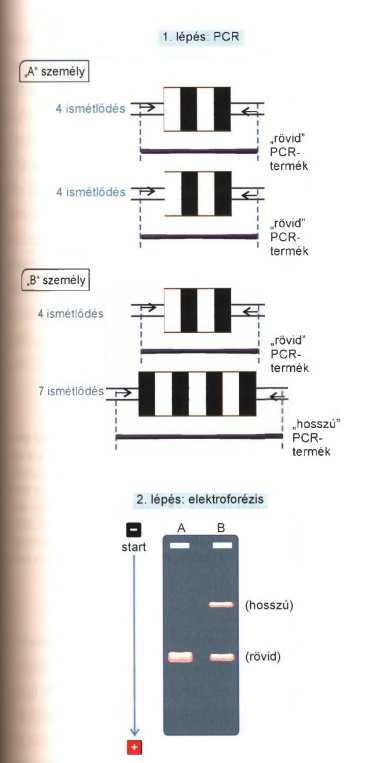 1. lépés: PCR
„A” személy
4 ismétlődés
„rövid”
PCR-
termék
4 ismétlődés
„rövid”
PCR-
termék
„B” személy
4 ismétlődés
„rövid”
PCR-
termék
7 ismétlődés
„hosszú”
PCR-
termék
2. lépés: elektroforézis
-
A B
start
(hosszú)
(rövid)
+